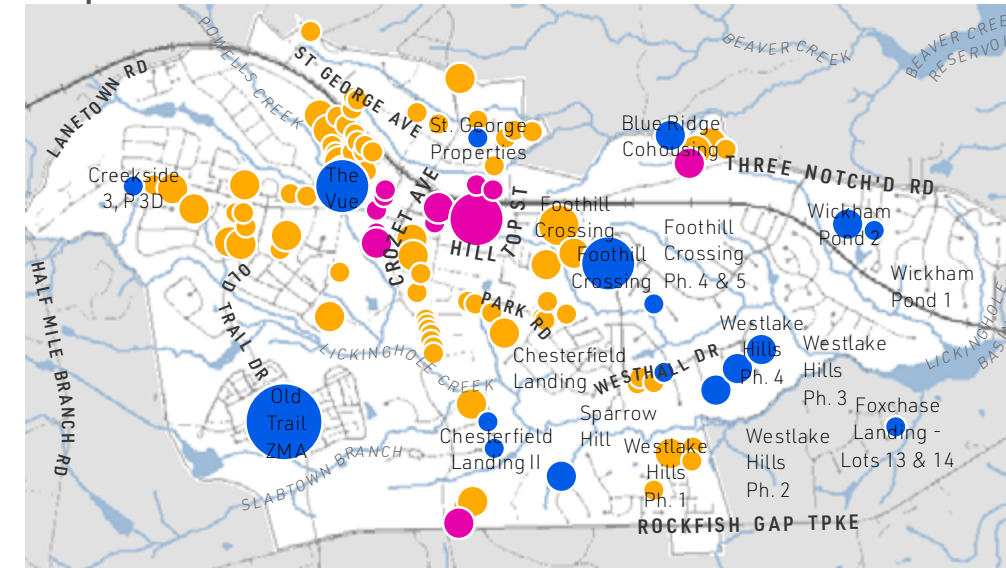 POWELLS CREEK
ST GEORGE AVE
BEAVER CREEK
BEAVER CREE
RESERVO
LANETOWN RD
St. George
Properties
Blue Ridge
Cohousing
THREE NOTCH'D RD
Creekside
3, P 3D
The
Vue
CROZET AVE
HILL TOP ST
Foothill
Crossing
Foothill
Crossing
Foothill
Crossing
Ph. 4 & 5
Wickham
Pond 2
Wickham
Pond 1
HALF MILE BRANCH RD
OLD TRAIL DR
PARK RD
LICKINGHOLE CREEK
Chesterfield
Landing
WESTHALL DR
Westlake
Hills
Ph. 4
Westlake
Hills
Ph. 3
LICKINGHOLE
BAS
Old
Trail
ZMA
Sparrow
Hill
Chesterfield
Landing II
Westlake
Hills
Ph. 1
Westlake
Hills
Ph. 2
Foxchase
Landing -
Lots 13 & 14
SLABTOWN BRANCH
ROCKFISH GAP TPKE